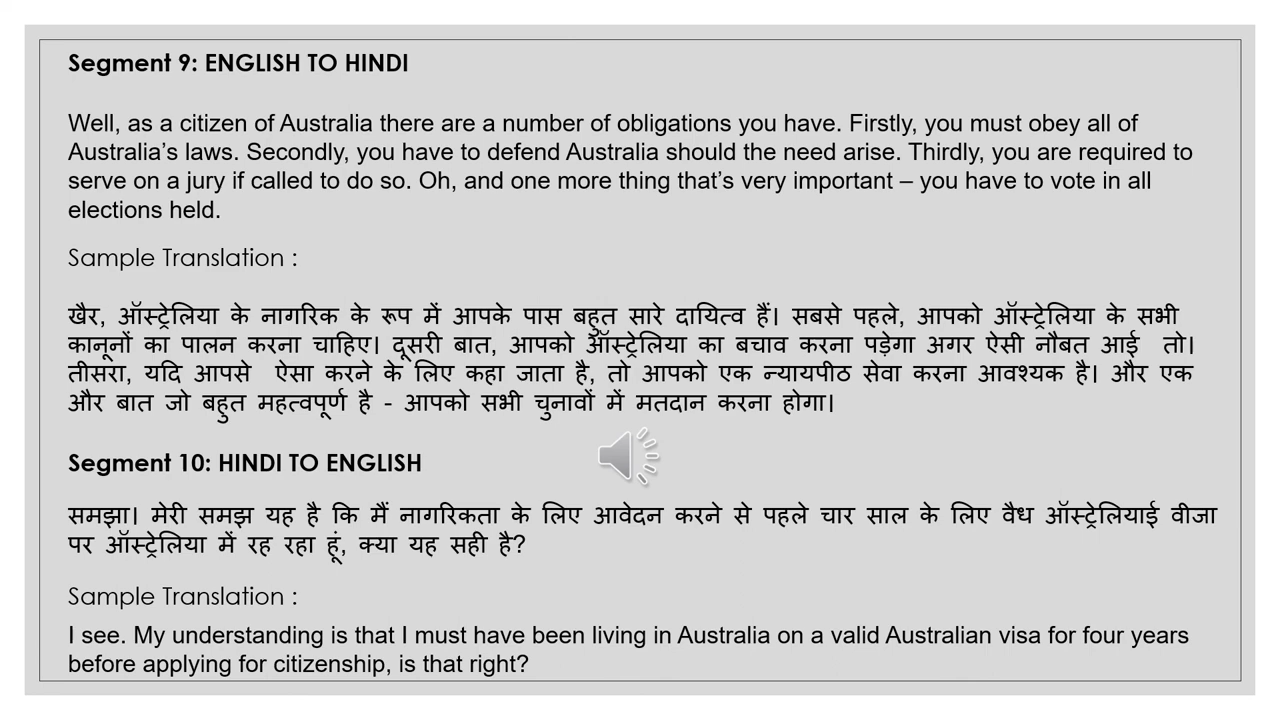 Segment 9: ENGLISH TO HINDI
Well, as a citizen of Australia there are a number of obligations you have. Firstly, you must obey all of
Australia’s laws. Secondly, you have to defend Australia should the need arise. Thirdly, you are required to
serve on a jury if called to do so. Oh, and one more thing that’s very important – you have to vote in all
elections held.
Sample Translation :
खैर, ऑस्ट्रेलिया के नागरिक के रूप में आपके पास बहुत सारे दायित्व हैं। सबसे पहले, आपको ऑस्ट्रेलिया के सभी
कानूनों का पालन करना चाहिए। दूसरी बात, आपको ऑस्ट्रेलिया का बचाव करना पड़ेगा अगर ऐसी नौबत आई तो।
तीसरा, यदि आपसे ऐसा करने के लिए कहा जाता है, तो आपको एक न्यायपीठ सेवा करना आवश्यक है। और एक
और बात जो बहुत महत्वपूर्ण है - आपको सभी चुनावों में मतदान करना होगा।
Segment 10: HINDI TO ENGLISH
समझा। मेरी समझ यह है कि मैं नागरिकता के लिए आवेदन करने से पहले चार साल के लिए वैध ऑस्ट्रेलियाई वीजा
पर ऑस्ट्रेलिया में रह रहा हूं, क्या यह सही है?
Sample Translation :
I see. My understanding is that I must have been living in Australia on a valid Australian visa for four years
before applying for citizenship, is that right?